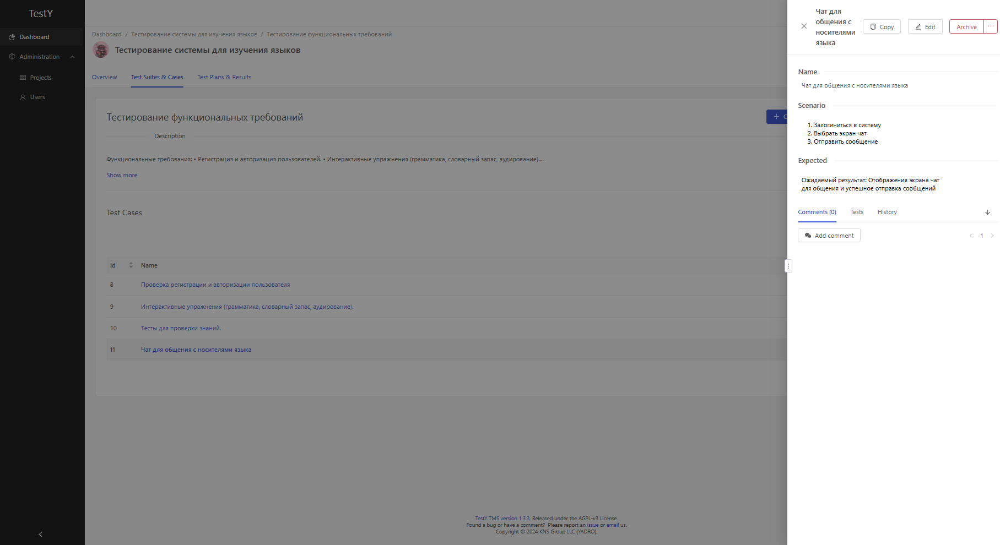 TestY
Dashboard
Administration
Projects
Users
Dashboard / Тестирование системы для изучения языков / Тестирование функциональных требований
Тестирование системы для изучения языков
Overview Test Suites & Cases Test Plans & Results
Тестирование функциональных требований
Description
Функциональные требования: • Регистрация и авторизация пользователей. • Интерактивные упражнения (грамматика, словарный запас, аудирование)....
Show more
Test Cases
Id Name
8 Проверка регистрации и авторизации пользователя
9 Интерактивные упражнения (грамматика, словарный запас, аудирование).
10 Тесты для проверки знаний.
11 Чат для общения с носителями языка
TestY TMS version 1.3.3. Released under the AGPL-v3 License.
Found a bug or have a comment? Please report an issue or email us.
Copyright © 2024 KNS Group LLC (YADRO).
Чат для
общения с
носителями
языка
Copy Edit Archive ...
Name
Чат для общения с носителями языка
Scenario
1. Залогиниться в систему
2. Выбрать экран чат
3. Отправить сообщение
Expected
Ожидаемый результат: Отображения экрана чат
для общения и успешное отправка сообщений
Comments (0) Tests History
Add comment
< 1 >